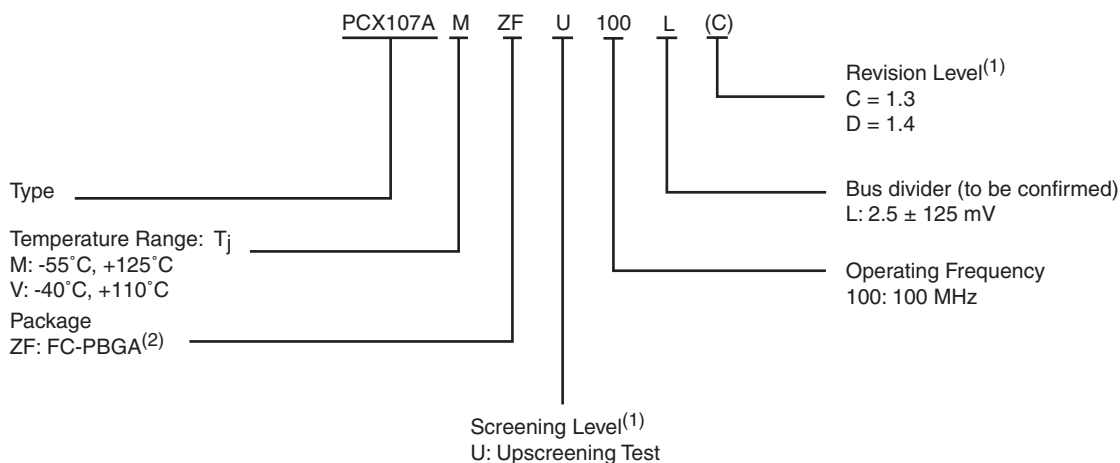 PCX107A M ZF U 100 L (C)
Revision Level(1)
C = 1.3
D = 1.4
Type
Bus divider (to be confirmed)
L: 2.5 ± 125 mV
Temperature Range: Tj
M: -55˚C, +125˚C
V: -40˚C, +110˚C
Operating Frequency
100: 100 MHz
Package
ZF: FC-PBGA(2)
Screening Level(1)
U: Upscreening Test